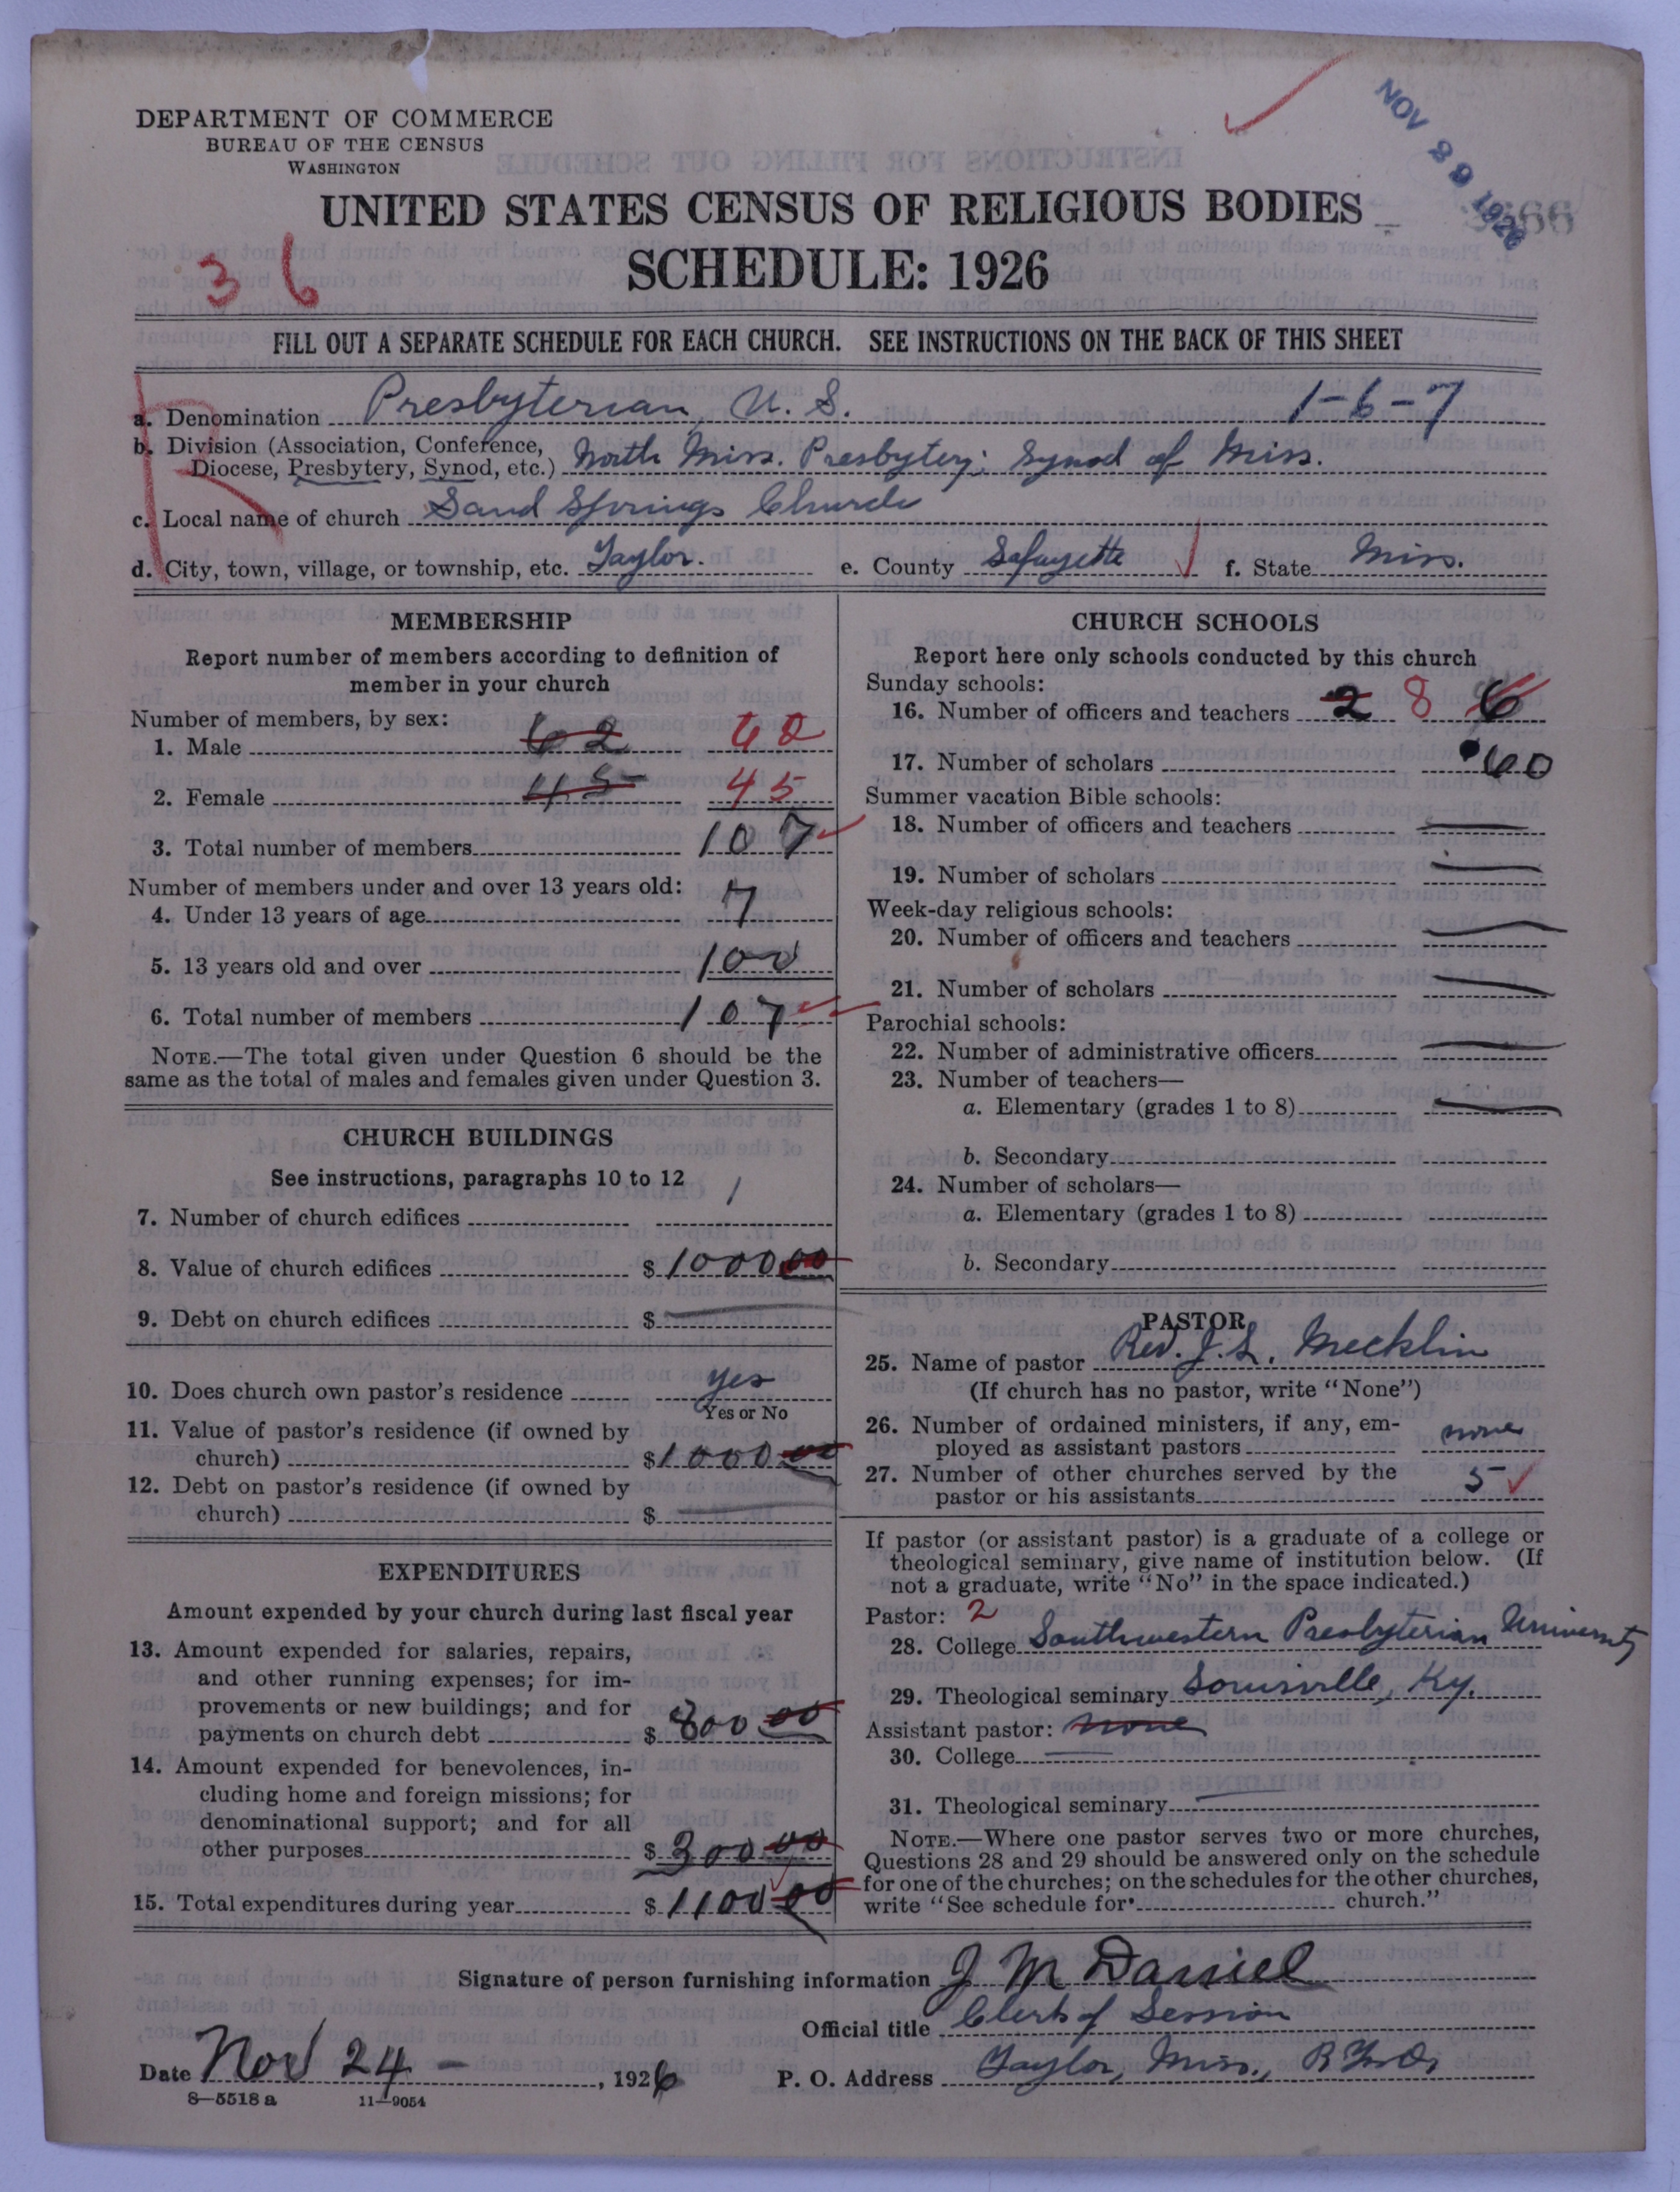 DEPARTMENT OF COMMERCE
BUREAU OF THE CENSUS
WASHINGTON
NOV 29 1926
UNITED STATES CENSUS OF RELIGIOUS BODIES
SCHEDULE: 1926
36
FILL OUT A SEPARATE SCHEDULE FOR EACH CHURCH. SEE INSTRUCTIONS ON THE BACK OF THIS SHEET
a. Denomination Presbyterian, U. S. 1-6-7
b. Division (Association, Conference,
Diocese, Presbytery, Synod, etc.) North Miss. Presbytery; Synod of Miss.
c. Local name of church Sand Springs Church
d. City, town, village, or township, etc. Taylor. e. County Lafayette f. State Miss.
MEMBERSHIP
Report number of members according to definition of
member in your church
Number of members, by sex:
1. Male 62 62
2. Female 45 45
3. Total number of members 107
Number of members under and over 13 years old:
4. Under 13 years of age 7
5. 13 years old and over 100
6. Total number of members 107
NOTE.—The total given under Question 6 should be the
same as the total of males and females given under Question 3.
CHURCH BUILDINGS
See instructions, paragraphs 10 to 12
7. Number of church edifices 1
8. Value of church edifices $1000.00
9. Debt on church edifices $
10. Does church own pastor's residence yes
Yes or No
11. Value of pastor's residence (if owned by
church) $1000.00
12. Debt on pastor's residence (if owned by
church) $
EXPENDITURES
Amount expended by your church during last fiscal year
13. Amount expended for salaries, repairs,
and other running expenses; for im-
provements or new buildings; and for
payments on church debt $ 800.00
14. Amount expended for benevolences, in-
cluding home and foreign missions; for
denominational support; and for all
other purposes $ 300.00
15. Total expenditures during year $ 1100.00
CHURCH SCHOOLS
Report here only schools conducted by this church
Sunday schools:
16. Number of officers and teachers 2 8 6
17. Number of scholars 60
Summer vacation Bible schools:
18. Number of officers and teachers
19. Number of scholars
Week-day religious schools:
20. Number of officers and teachers
21. Number of scholars
Parochial schools:
22. Number of administrative officers
23. Number of teachers—
a. Elementary (grades 1 to 8)
b. Secondary
24. Number of scholars—
a. Elementary (grades 1 to 8)
b. Secondary
PASTOR
25. Name of pastor Rev. J. L. Mecklin
(If church has no pastor, write "None")
26. Number of ordained ministers, if any, em-
ployed as assistant pastors none
27. Number of other churches served by the
pastor or his assistants 5
If pastor (or assistant pastor) is a graduate of a college or
theological seminary, give name of institution below. (If
not a graduate, write "No" in the space indicated.)
Pastor: 2
28. College Southwestern Presbyterian University
29. Theological seminary Louisville, Ky.
Assistant pastor: none
30. College
31. Theological seminary
NOTE.—Where one pastor serves two or more churches,
Questions 28 and 29 should be answered only on the schedule
for one of the churches; on the schedules for the other churches,
write "See schedule for church."
Signature of person furnishing information J M Daniel
Official title Clerk of Session
Date Nov 24 - , 1926 P. O. Address Taylor, Miss., R.F.D.
8—5518 a 11—9054